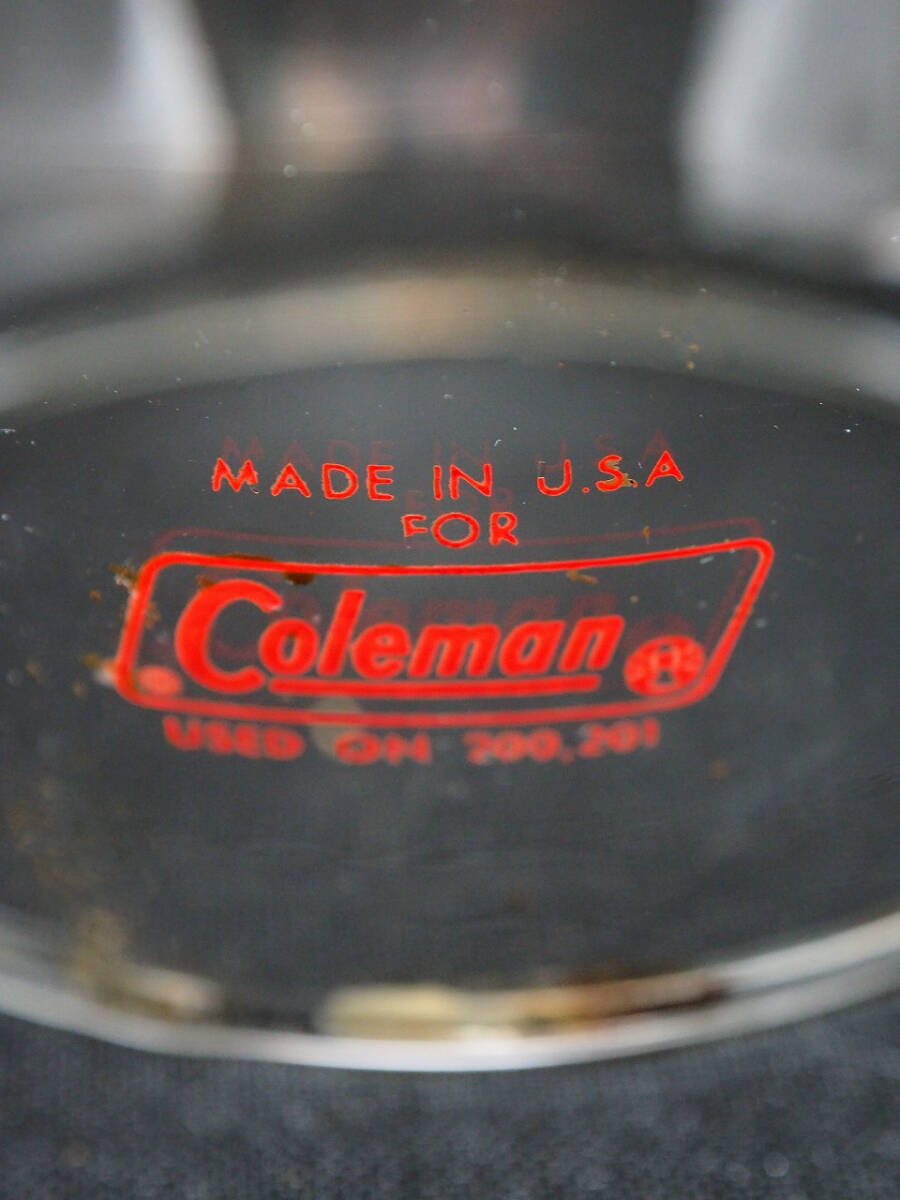 MADE IN U.S.A
FOR
Coleman
USED ON 200,201